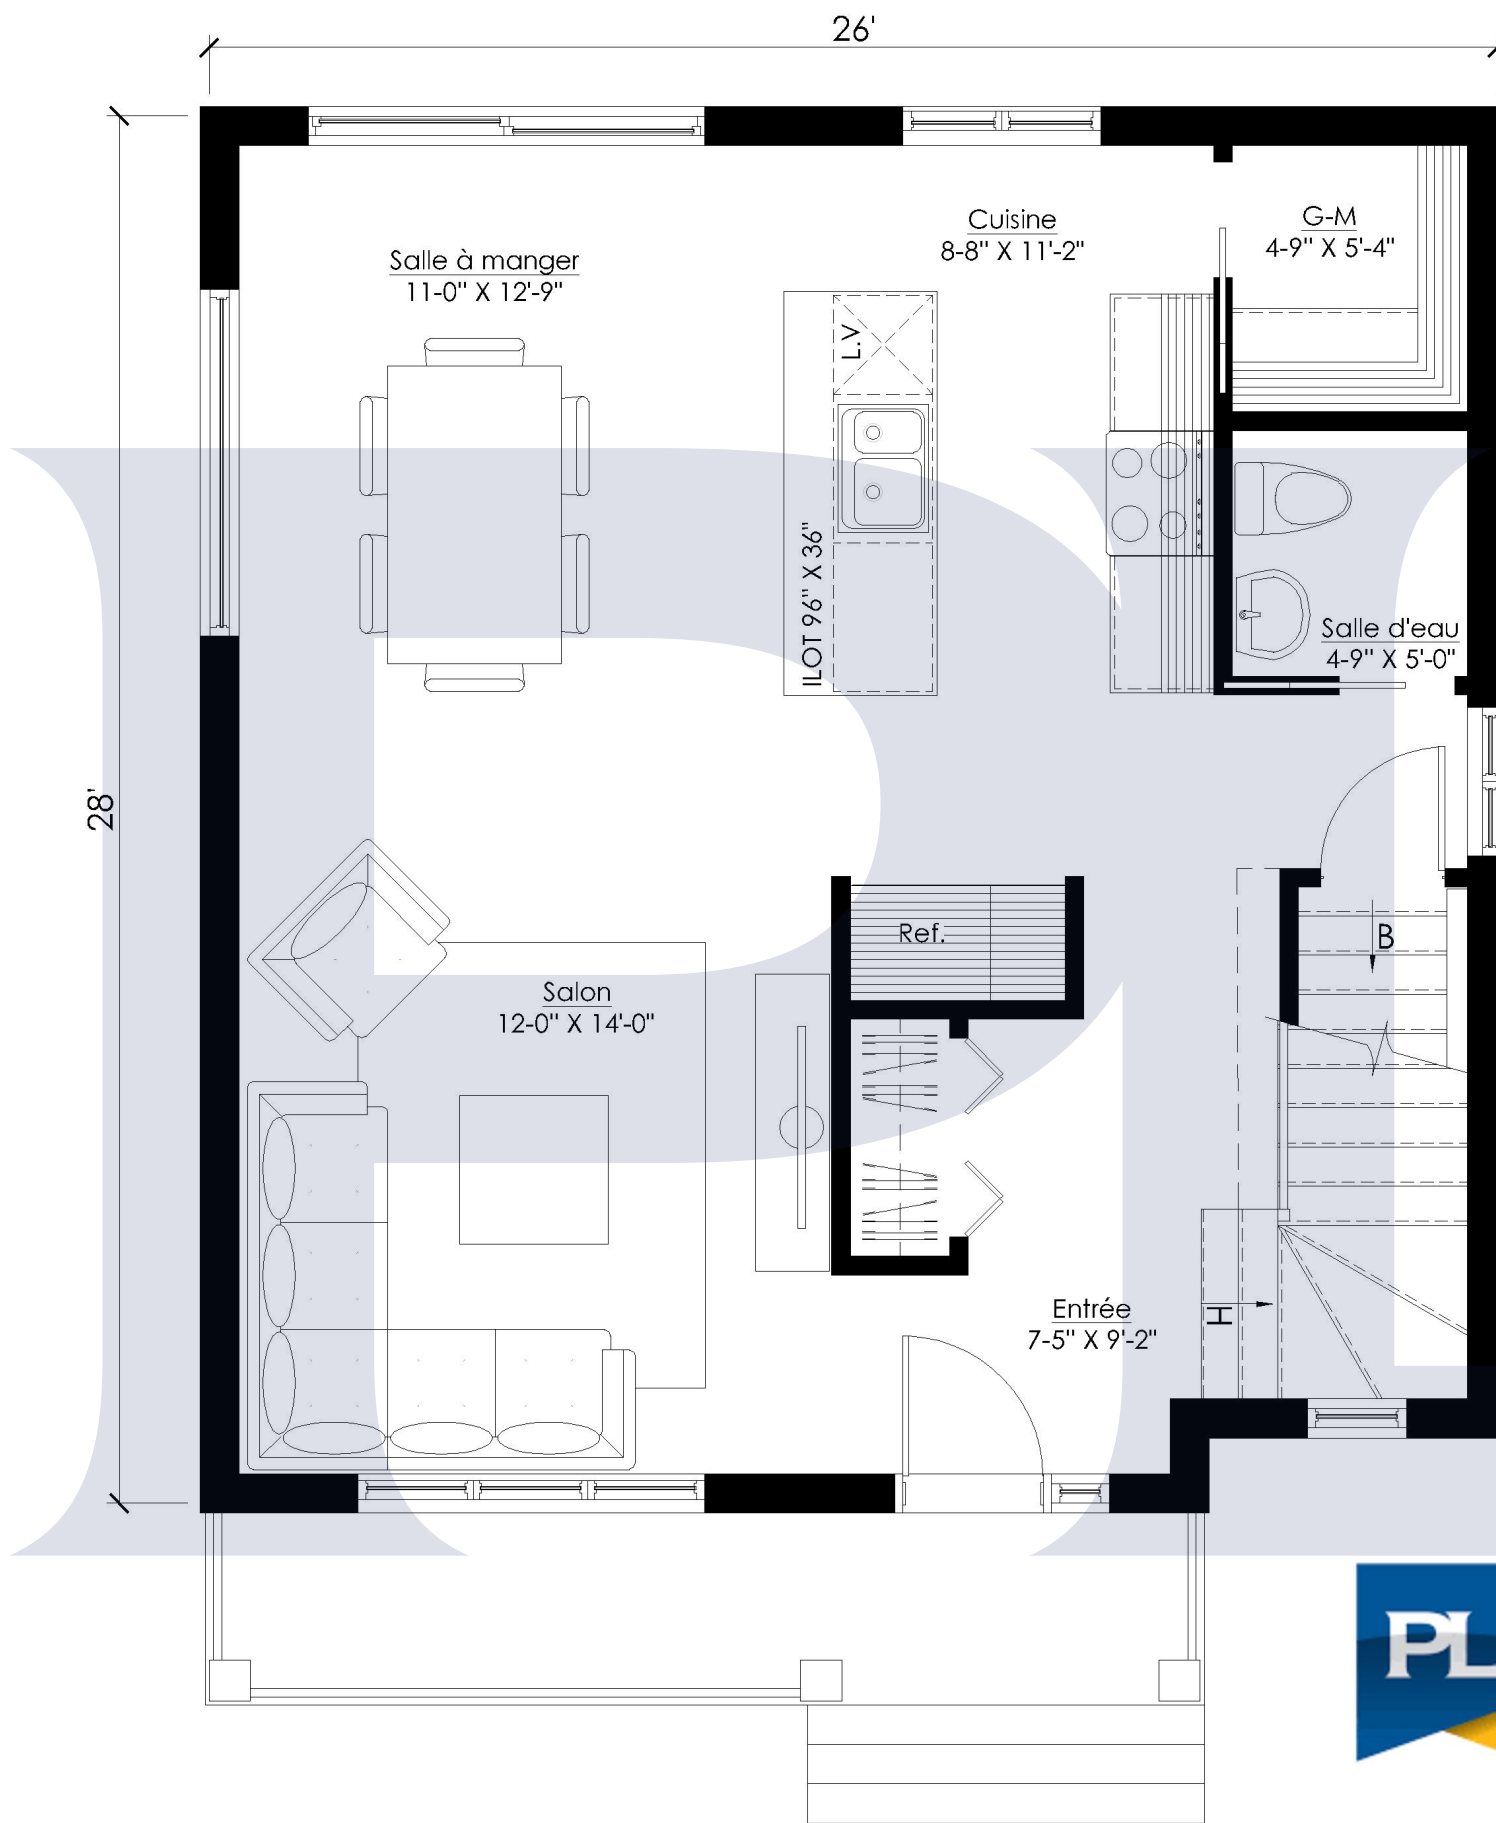 26'
Cuisine
8-8" X 11'-2"
G-M
4-9" X 5'-4"
Salle à manger
11-0" X 12'-9"
L.V
ILOT 96" X 36"
Salle d'eau
4-9" X 5'-0"
28'
Ref.
B
Salon
12-0" X 14'-0"
Entrée
7-5" X 9'-2"
H
PL